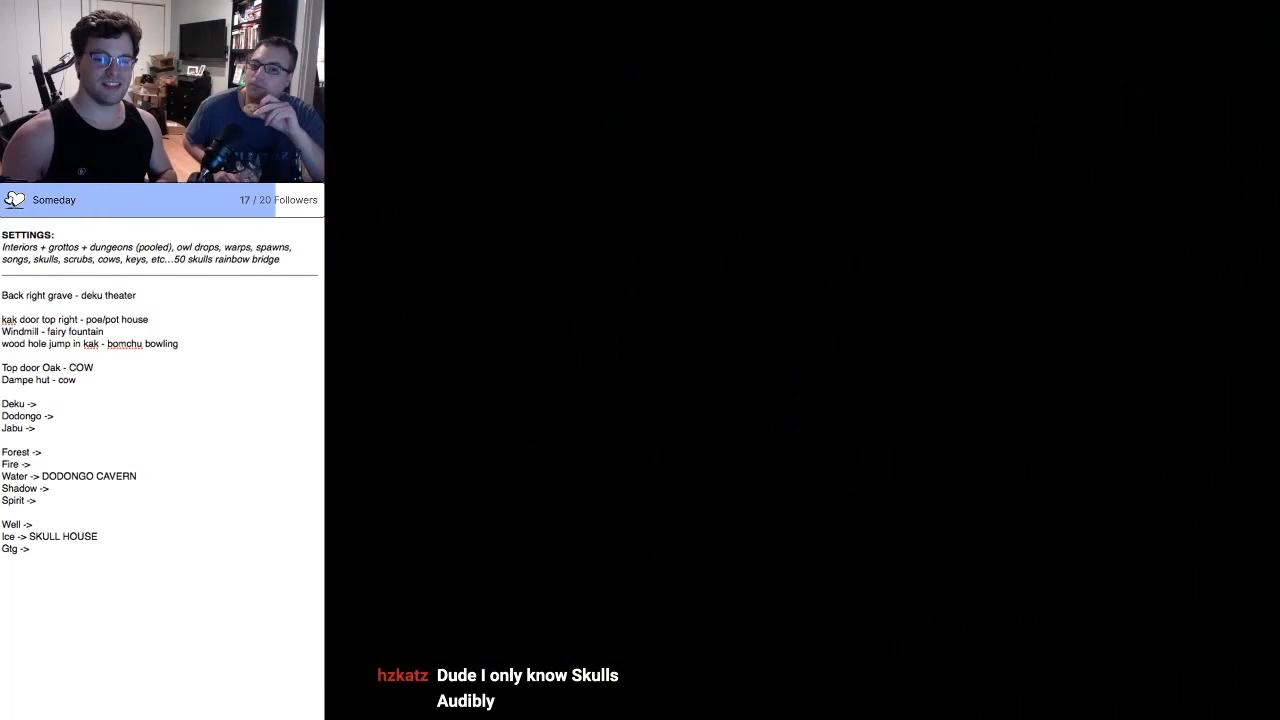 Someday 17 / 20 Followers
SETTINGS:
Interiors + grottos + dungeons (pooled), owl drops, warps, spawns,
songs, skulls, scrubs, cows, keys, etc...50 skulls rainbow bridge
Back right grave - deku theater
kak door top right - poe/pot house
Windmill - fairy fountain
wood hole jump in kak - bomchu bowling
Top door Oak - COW
Dampe hut - cow
Deku ->
Dodongo ->
Jabu ->
Forest ->
Fire ->
Water -> DODONGO CAVERN
Shadow ->
Spirit ->
Well ->
Ice -> SKULL HOUSE
Gtg ->
hzkatz Dude I only know Skulls
Audibly